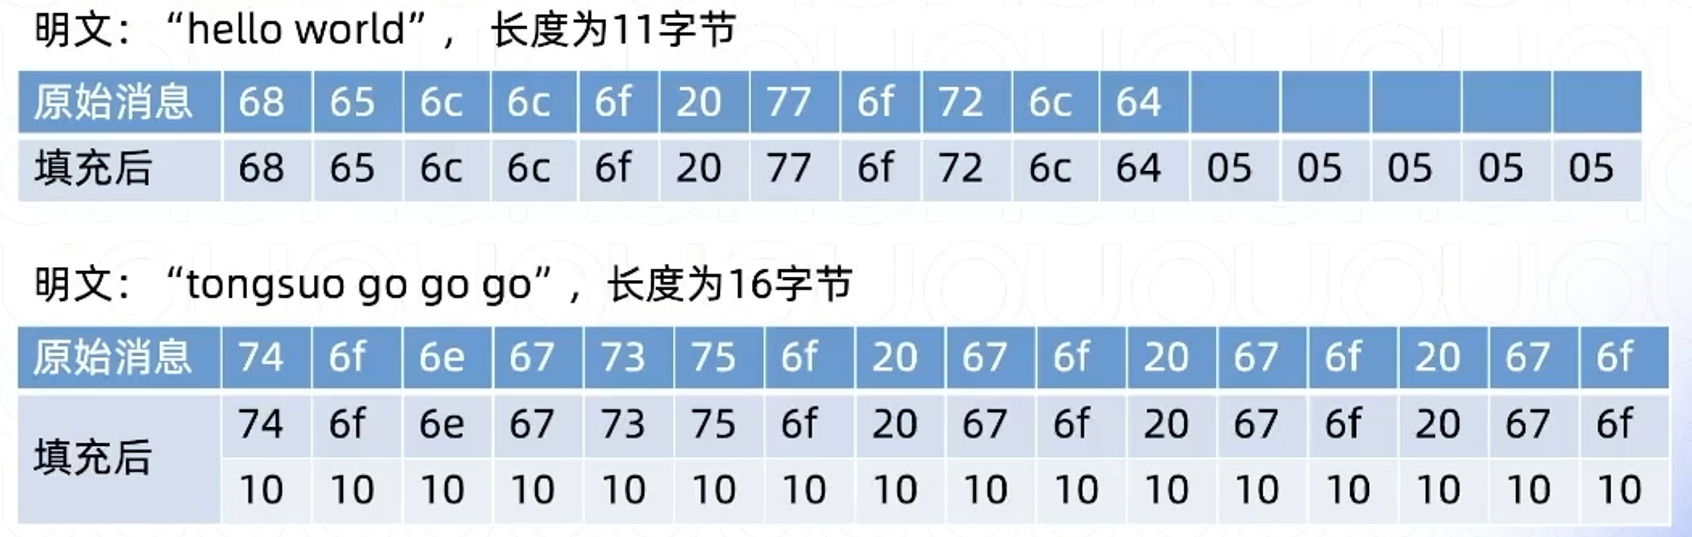 明文：“hello world”，长度为11字节
原始消息 68 65 6c 6c 6f 20 77 6f 72 6c 64
填充后 68 65 6c 6c 6f 20 77 6f 72 6c 64 05 05 05 05 05
明文：“tongsuo go go go”，长度为16字节
原始消息 74 6f 6e 67 73 75 6f 20 67 6f 20 67 6f 20 67 6f
填充后 74 6f 6e 67 73 75 6f 20 67 6f 20 67 6f 20 67 6f
10 10 10 10 10 10 10 10 10 10 10 10 10 10 10 10